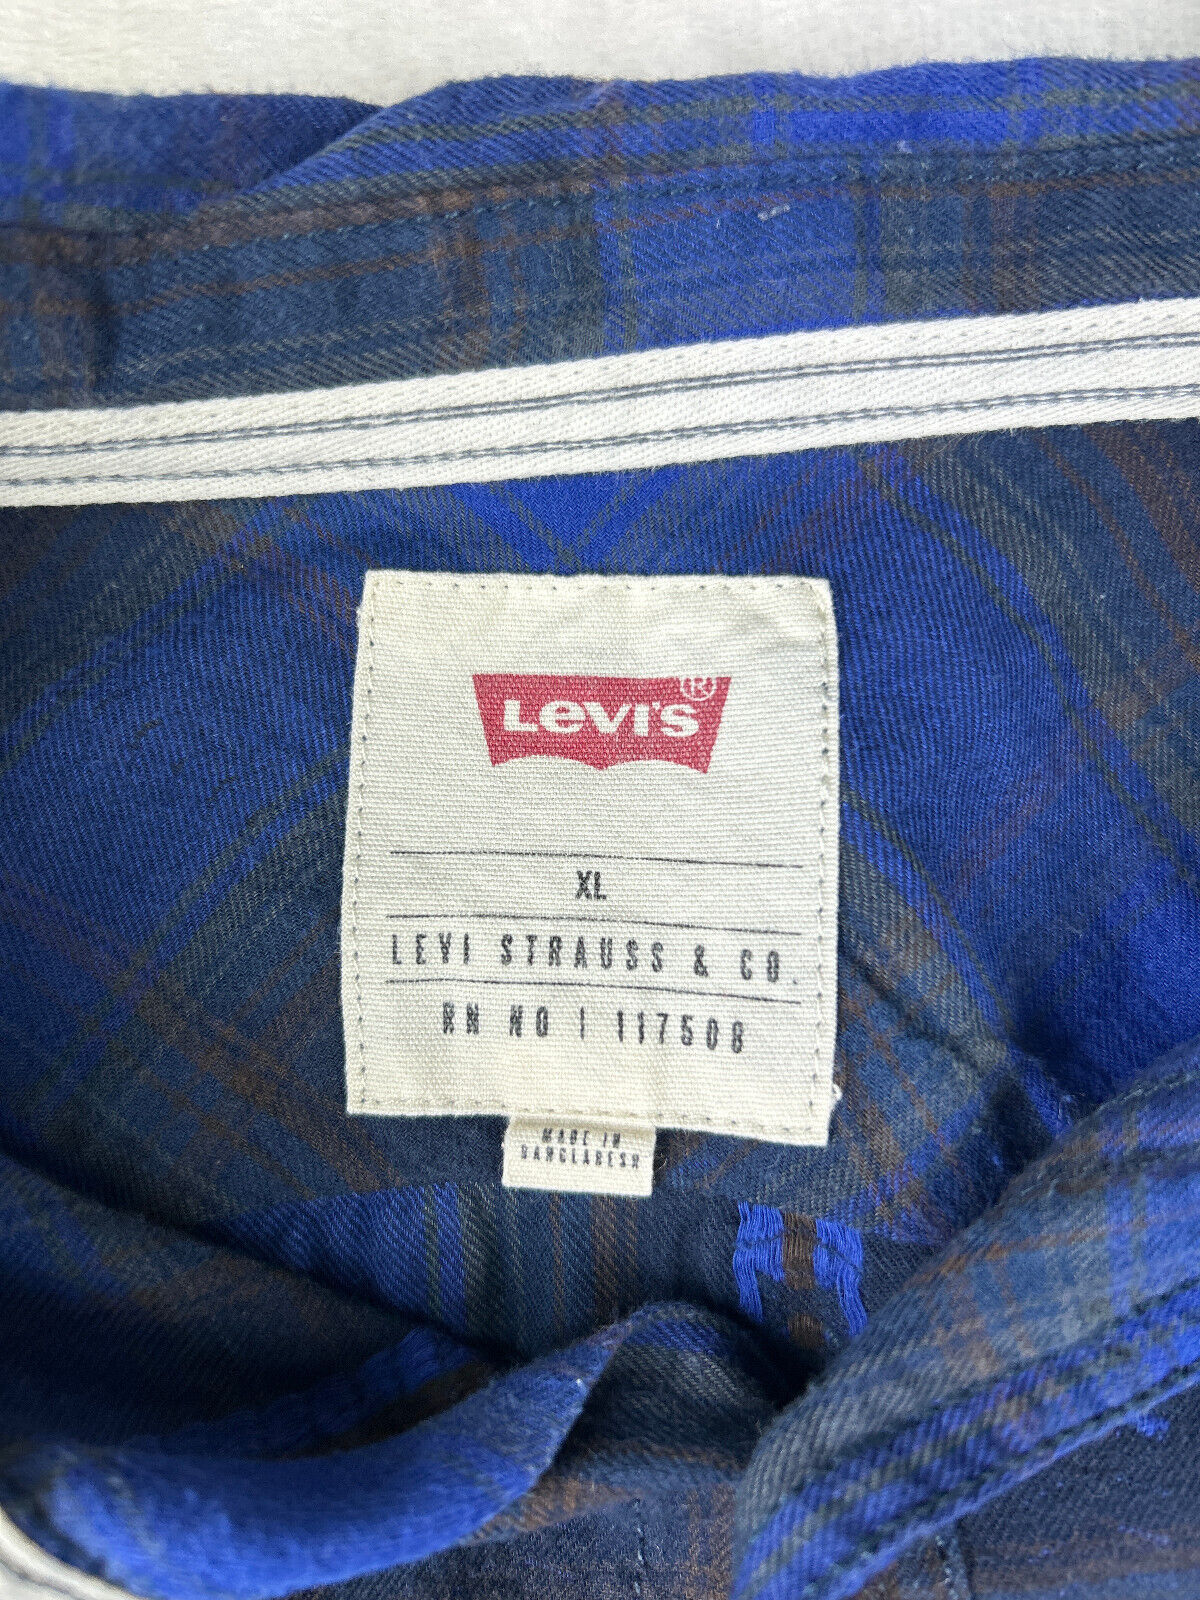 LEVI'S®
XL
LEVI STRAUSS & CO.
RN NO | 117508
MADE IN
BANGLADESH